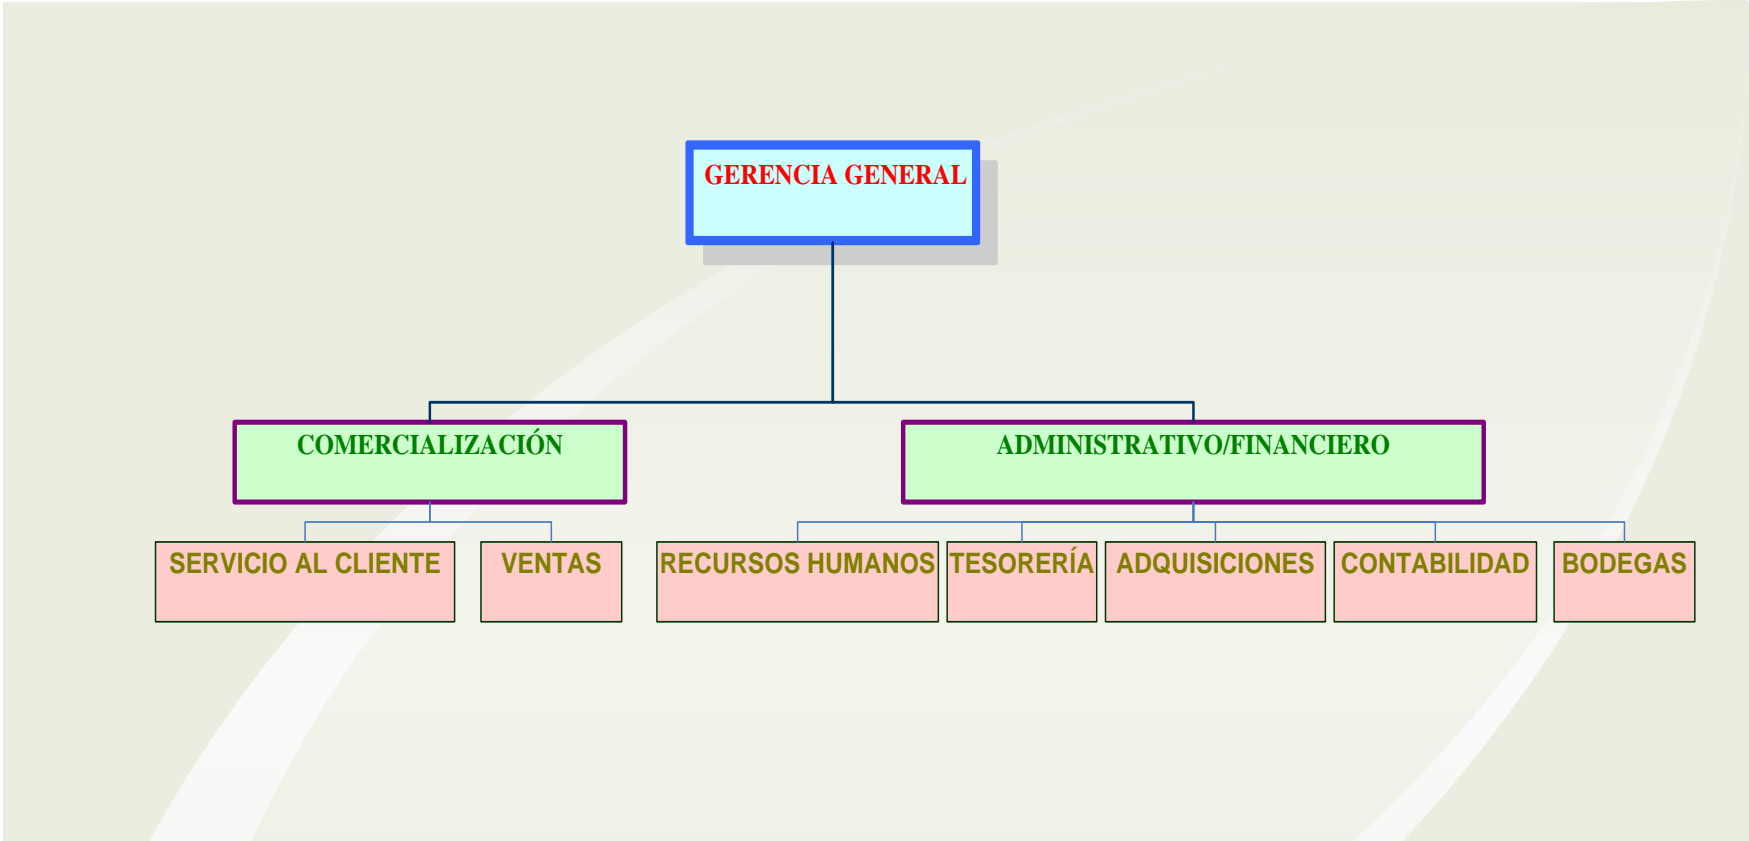 GERENCIA GENERAL
COMERCIALIZACIÓN
ADMINISTRATIVO/FINANCIERO
SERVICIO AL CLIENTE
VENTAS
RECURSOS HUMANOS
TESORERÍA
ADQUISICIONES
CONTABILIDAD
BODEGAS